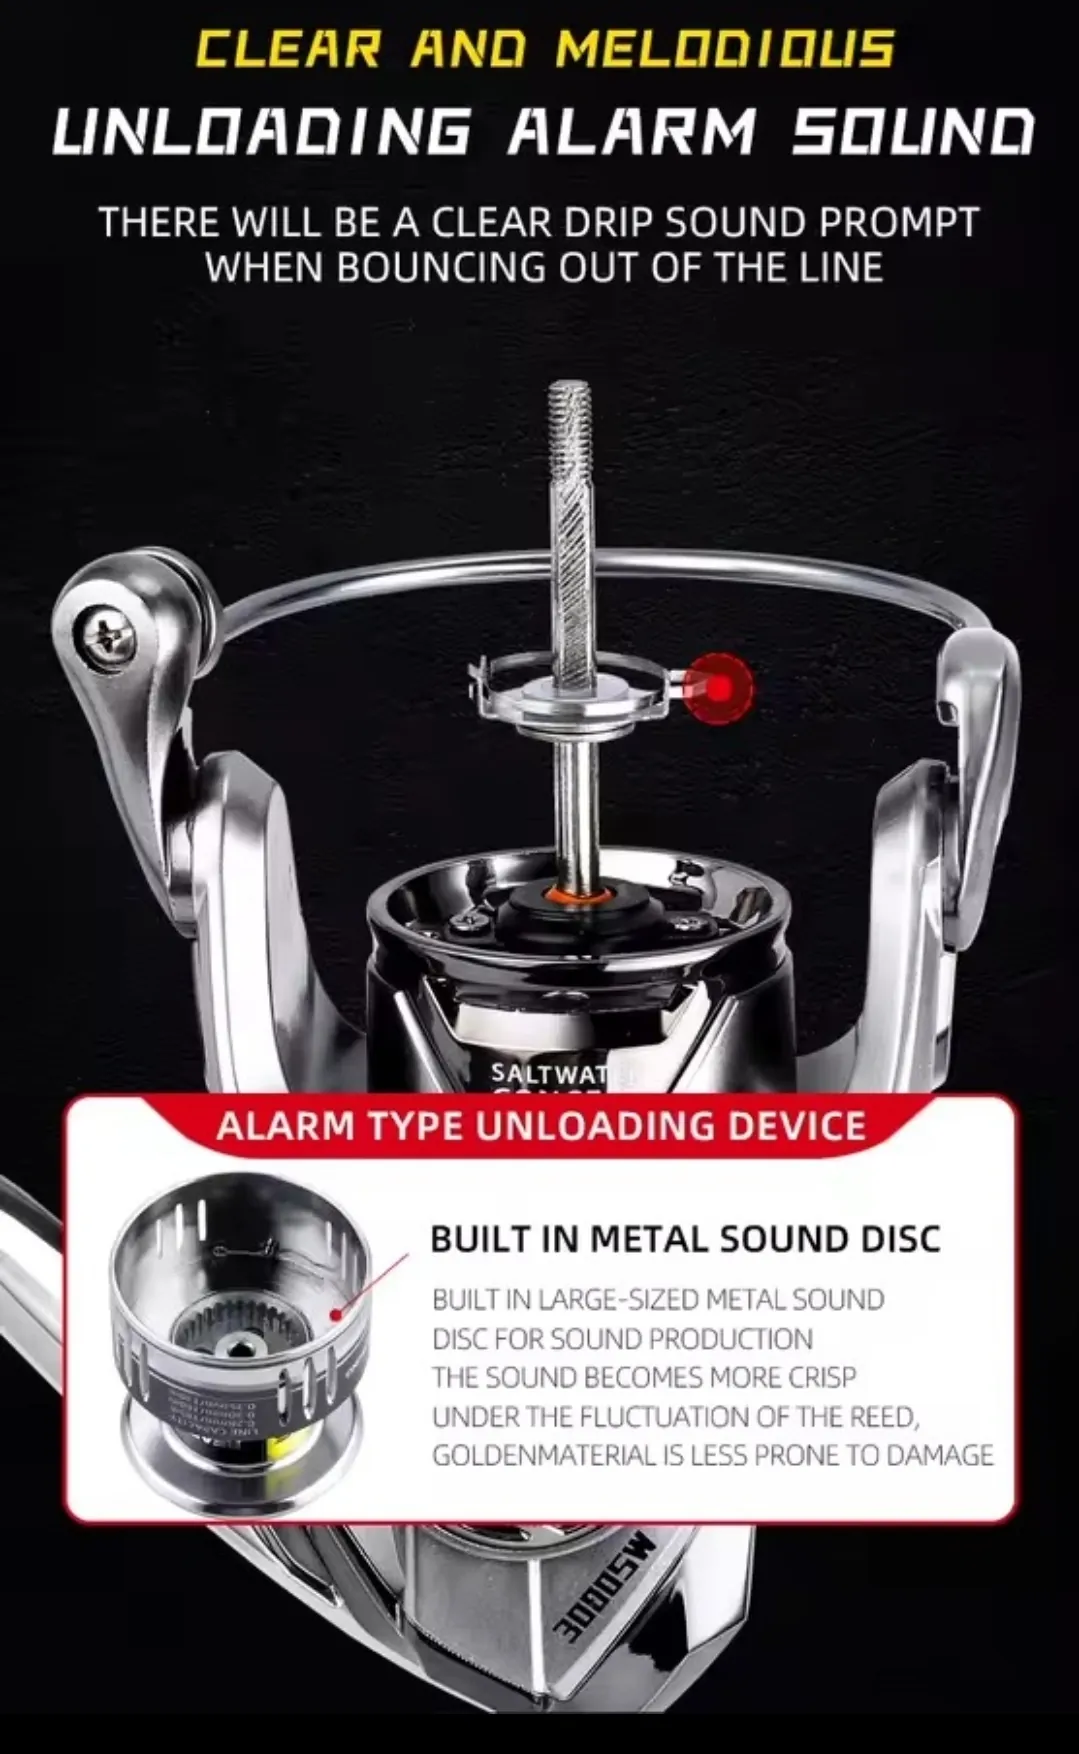 CLEAR AND MELODIOUS
UNLOADING ALARM SOUND
THERE WILL BE A CLEAR DRIP SOUND PROMPT
WHEN BOUNCING OUT OF THE LINE
SALTWAT
ALARM TYPE UNLOADING DEVICE
BUILT IN METAL SOUND DISC
BUILT IN LARGE-SIZED METAL SOUND
DISC FOR SOUND PRODUCTION
THE SOUND BECOMES MORE CRISP
UNDER THE FLUCTUATION OF THE REED,
GOLDENMATERIAL IS LESS PRONE TO DAMAGE
LINE CAPACITY